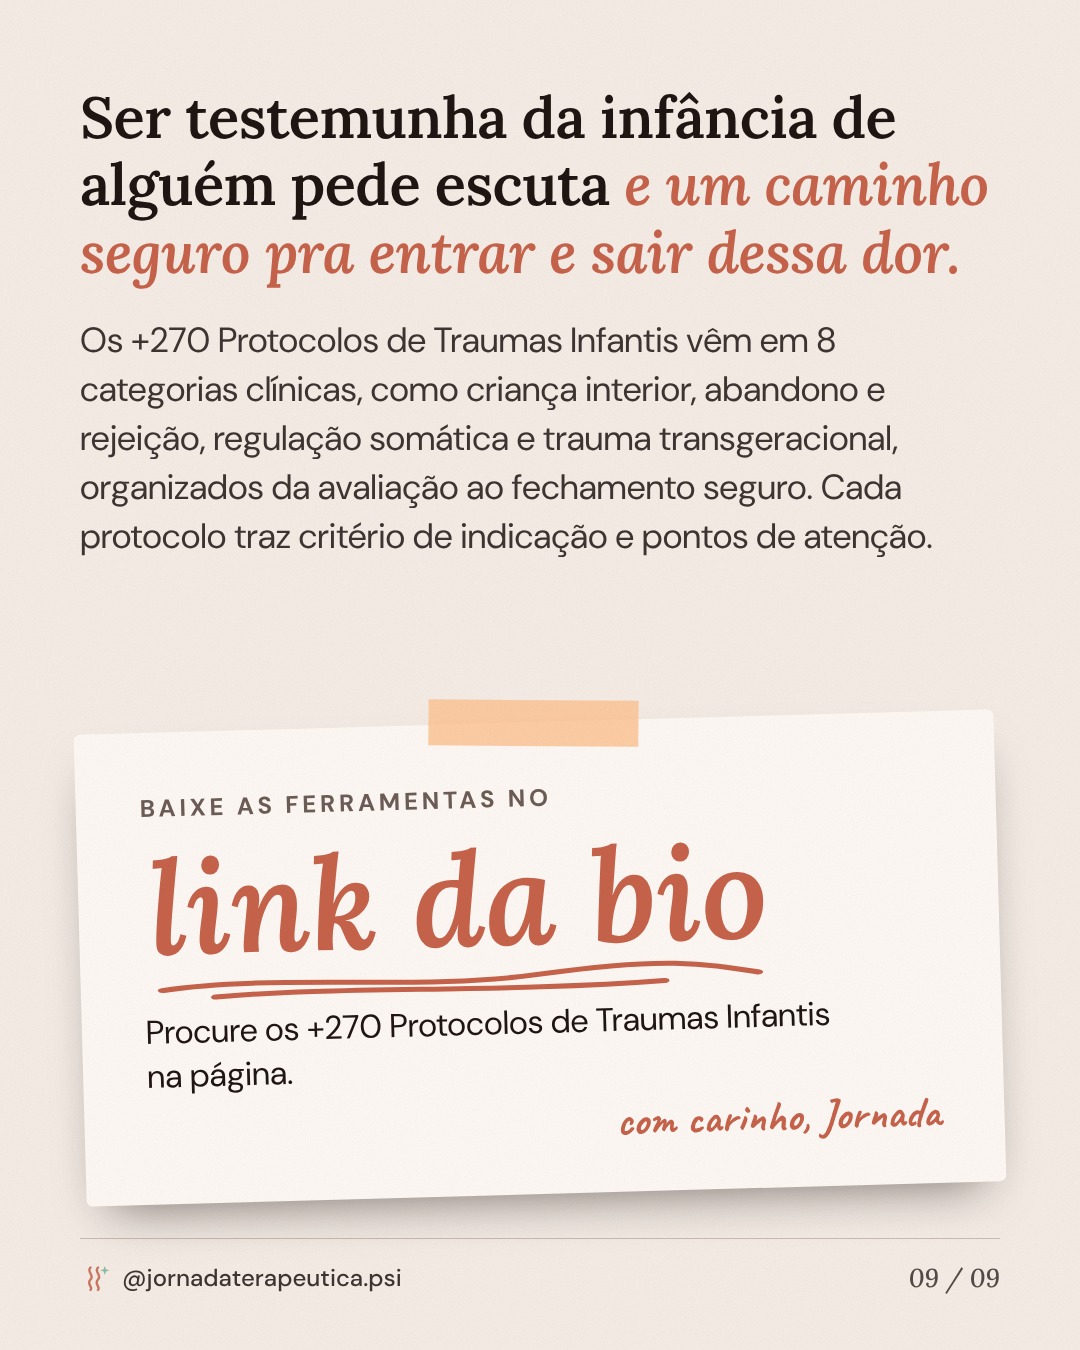 Ser testemunha da infância de
alguém pede escuta e um caminho
seguro pra entrar e sair dessa dor.
Os +270 Protocolos de Traumas Infantis vêm em 8
categorias clínicas, como criança interior, abandono e
rejeição, regulação somática e trauma transgeracional,
organizados da avaliação ao fechamento seguro. Cada
protocolo traz critério de indicação e pontos de atenção.
BAIXE AS FERRAMENTAS NO
link da bio
Procure os +270 Protocolos de Traumas Infantis
na página.
com carinho, Jornada
@jornadaterapeutica.psi
09 / 09